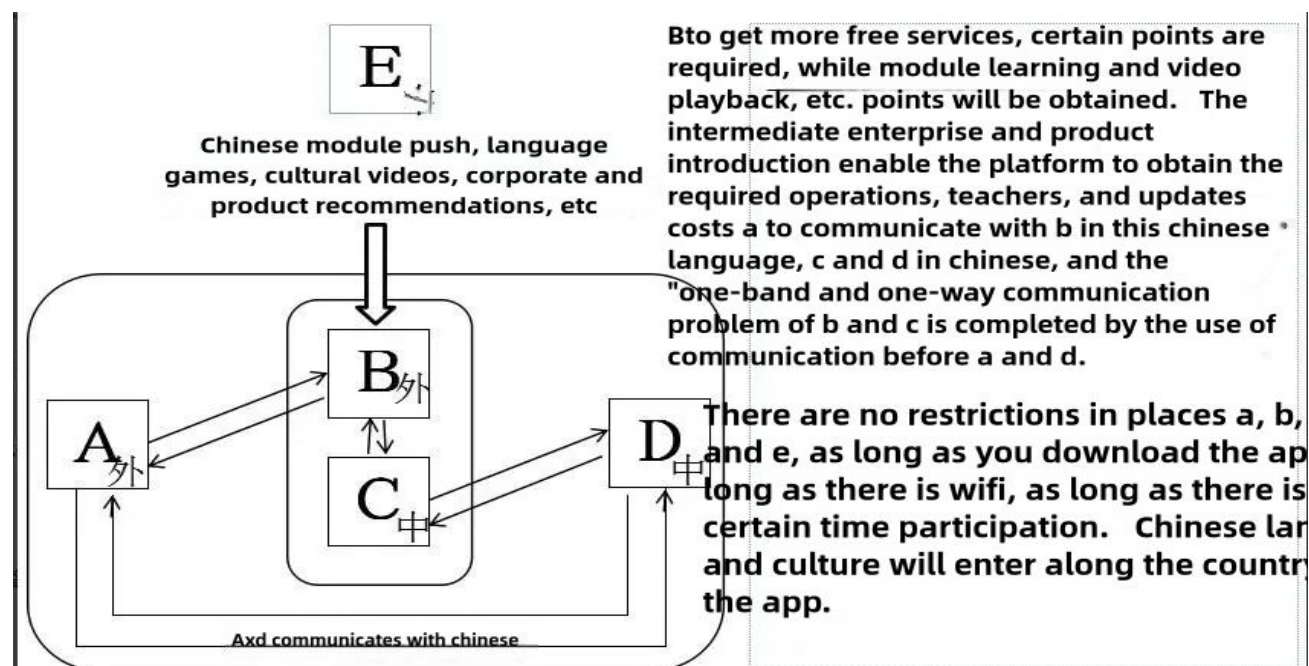 E
Chinese module push, language
games, cultural videos, corporate and
product recommendations, etc
B外
A外
C中
D中
Axd communicates with chinese
Bto get more free services, certain points are
required, while module learning and video
playback, etc. points will be obtained. The
intermediate enterprise and product
introduction enable the platform to obtain the
required operations, teachers, and updates
costs a to communicate with b in this chinese
language, c and d in chinese, and the
"one-band and one-way communication
problem of b and c is completed by the use of
communication before a and d.
There are no restrictions in places a, b,
and e, as long as you download the ap
long as there is wifi, as long as there is
certain time participation. Chinese lan
and culture will enter along the country
the app.